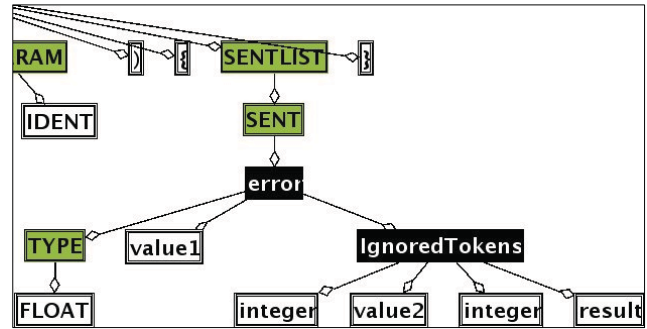 RAM ) { SENTLIST }
IDENT SENT
error
TYPE value1 IgnoredTokens
FLOAT integer value2 integer result